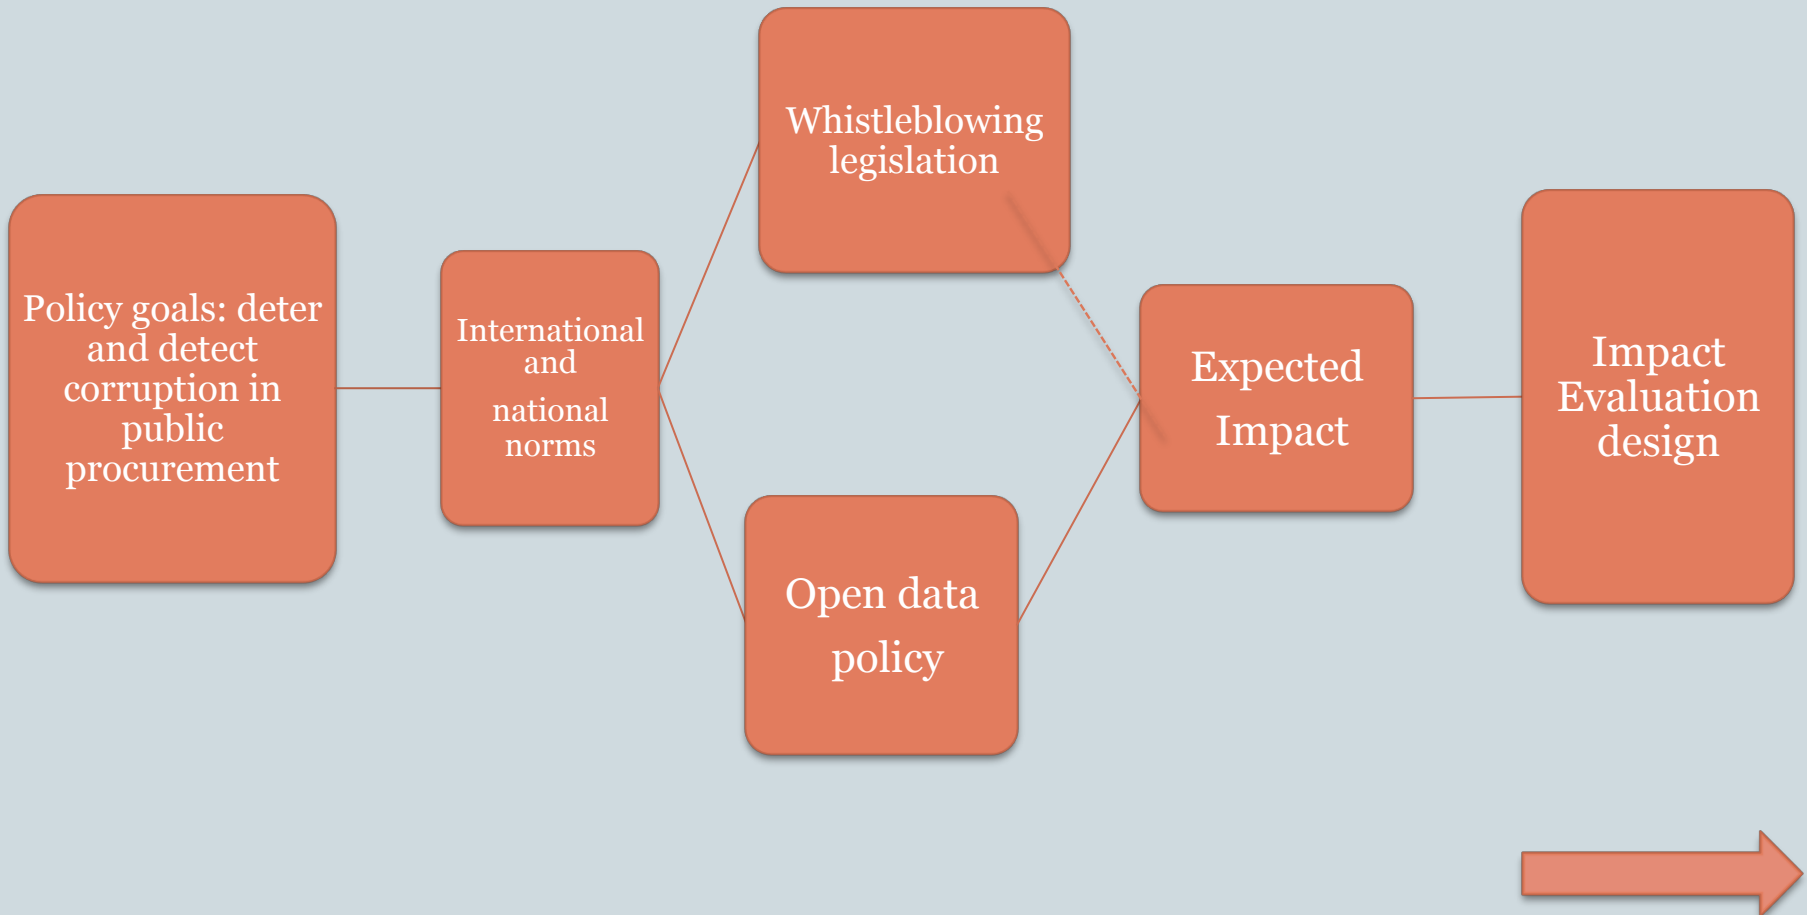 Policy goals: deter
and detect
corruption in
public
procurement
International
and
national
norms
Whistleblowing
legislation
Open data
policy
Expected
Impact
Impact
Evaluation
design